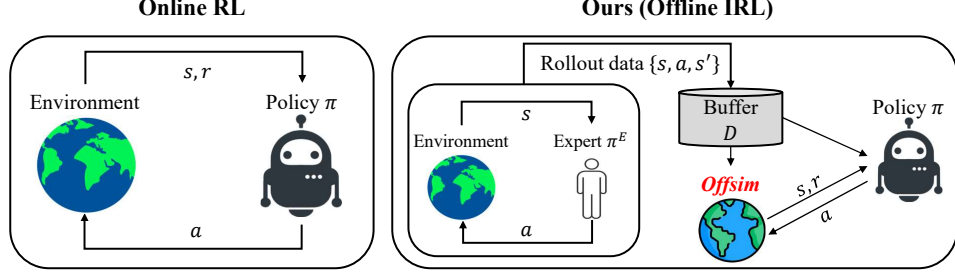 Online RL
s, r
Environment
Policy π
a
Ours (Offline IRL)
Rollout data {s, a, s′}
s
Environment
Expert π^E
a
Buffer
D
Offsim
Policy π
s, r
a